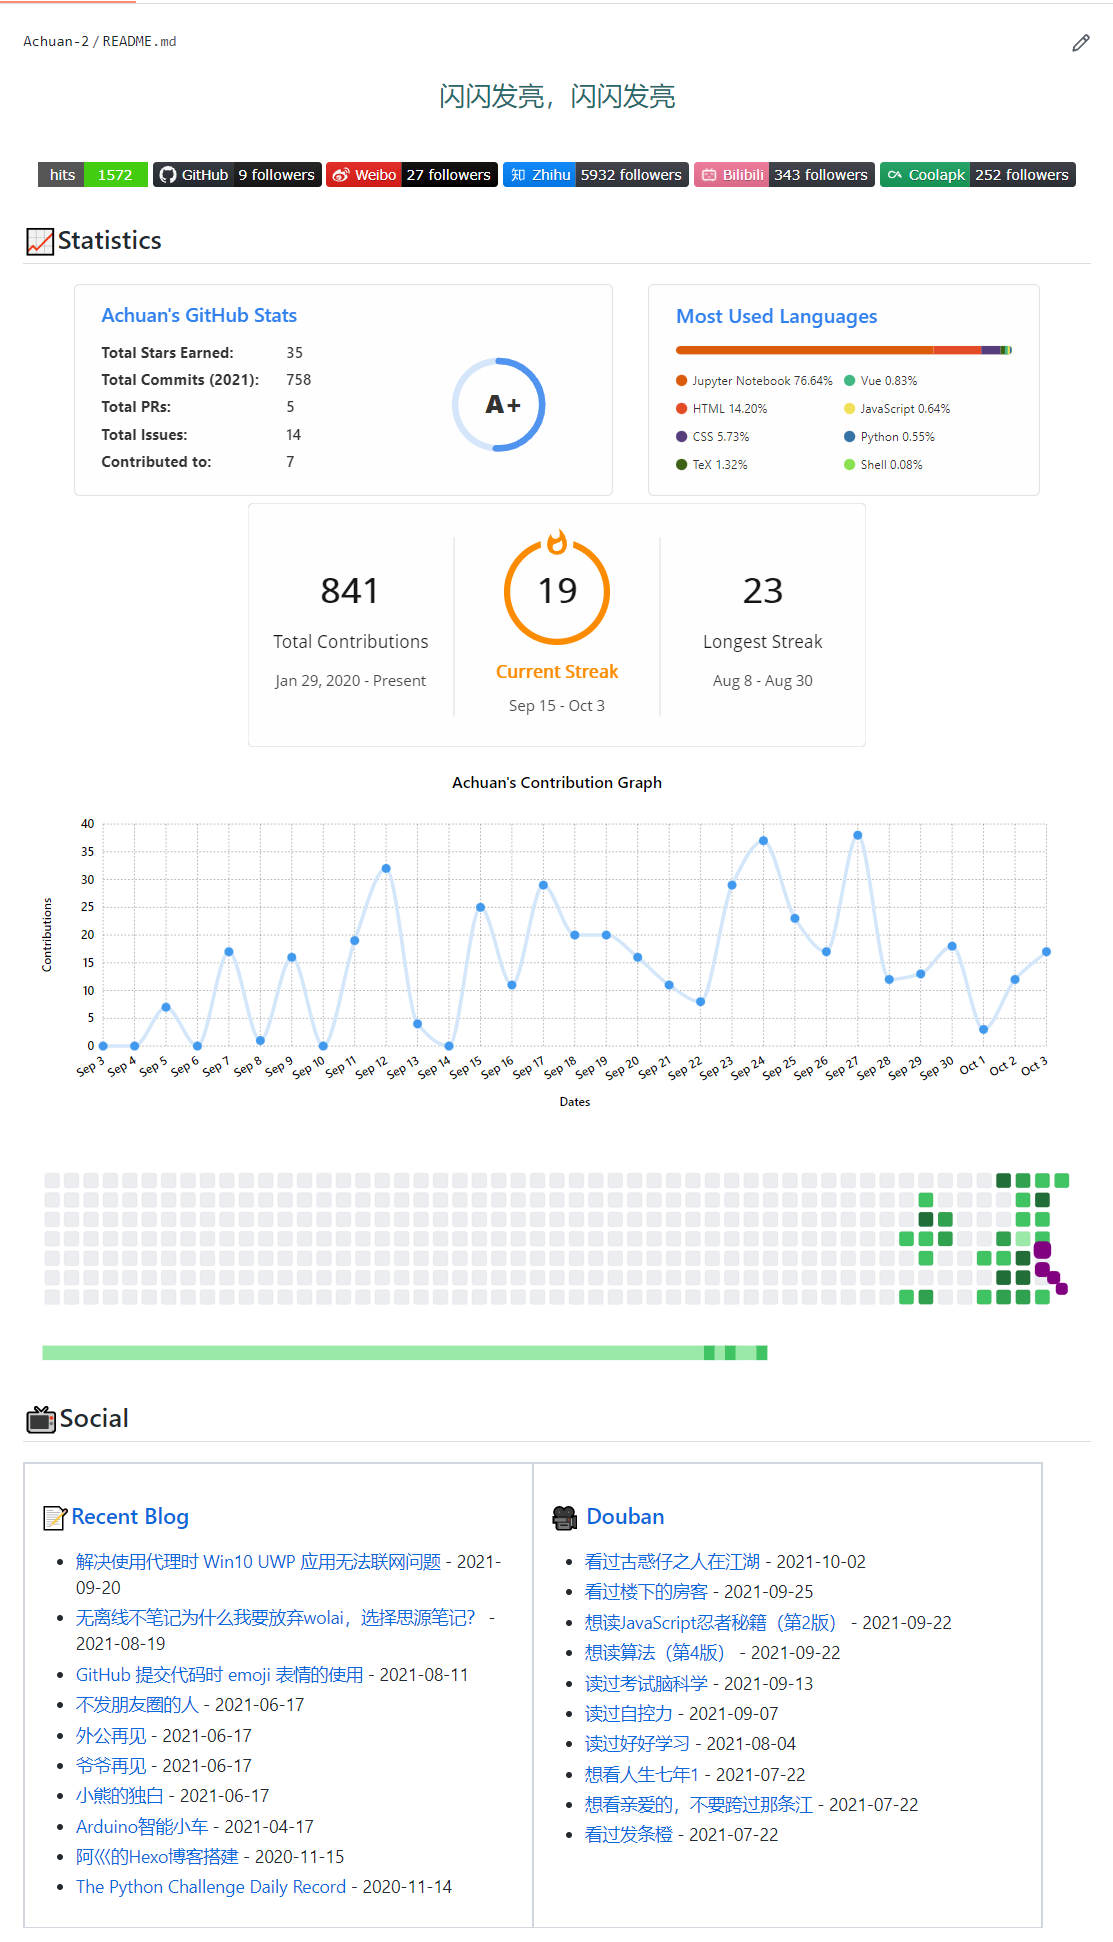 Achuan-2 / README.md
闪闪发亮，闪闪发亮
hits 1572 GitHub 9 followers Weibo 27 followers 知 Zhihu 5932 followers Bilibili 343 followers Coolapk 252 followers
Statistics
Achuan's GitHub Stats
Total Stars Earned: 35
Total Commits (2021): 758
Total PRs: 5
Total Issues: 14
Contributed to: 7
A+
Most Used Languages
Jupyter Notebook 76.64% Vue 0.83%
HTML 14.20% JavaScript 0.64%
CSS 5.73% Python 0.55%
TeX 1.32% Shell 0.08%
841
Total Contributions
Jan 29, 2020 - Present
19
Current Streak
Sep 15 - Oct 3
23
Longest Streak
Aug 8 - Aug 30
Achuan's Contribution Graph
Contributions
40
35
30
25
20
15
10
5
0
Sep 3 Sep 4 Sep 5 Sep 6 Sep 7 Sep 8 Sep 9 Sep 10 Sep 11 Sep 12 Sep 13 Sep 14 Sep 15 Sep 16 Sep 17 Sep 18 Sep 19 Sep 20 Sep 21 Sep 22 Sep 23 Sep 24 Sep 25 Sep 26 Sep 27 Sep 28 Sep 29 Sep 30 Oct 1 Oct 2 Oct 3
Dates
Social
Recent Blog
解决使用代理时 Win10 UWP 应用无法联网问题 - 2021-
09-20
无离线不笔记为什么我要放弃wolai，选择思源笔记？ -
2021-08-19
GitHub 提交代码时 emoji 表情的使用 - 2021-08-11
不发朋友圈的人 - 2021-06-17
外公再见 - 2021-06-17
爷爷再见 - 2021-06-17
小熊的独白 - 2021-06-17
Arduino智能小车 - 2021-04-17
阿巛的Hexo博客搭建 - 2020-11-15
The Python Challenge Daily Record - 2020-11-14
Douban
看过古惑仔之人在江湖 - 2021-10-02
看过楼下的房客 - 2021-09-25
想读JavaScript忍者秘籍（第2版） - 2021-09-22
想读算法（第4版） - 2021-09-22
读过考试脑科学 - 2021-09-13
读过自控力 - 2021-09-07
读过好好学习 - 2021-08-04
想看人生七年1 - 2021-07-22
想看亲爱的，不要跨过那条江 - 2021-07-22
看过发条橙 - 2021-07-22